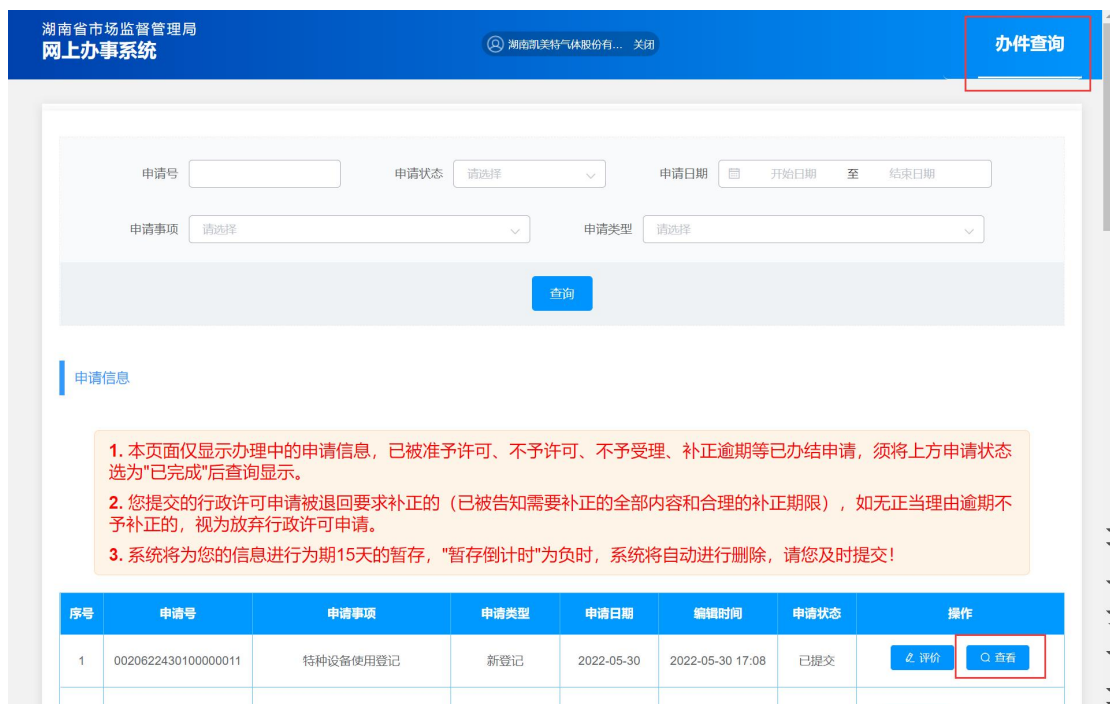 湖南省市场监督管理局
网上办事系统
湖南凯美特气体股份有... 关闭
办件查询
申请号
申请状态 请选择
申请日期 开始日期 至 结束日期
申请事项 请选择
申请类型 请选择
查询
申请信息
1. 本页面仅显示办理中的申请信息，已被准予许可、不予许可、不予受理、补正逾期等已办结申请，须将上方申请状态
选为"已完成"后查询显示。
2. 您提交的行政许可申请被退回要求补正的（已被告知需要补正的全部内容和合理的补正期限），如无正当理由逾期不
予补正的，视为放弃行政许可申请。
3. 系统将为您的信息进行为期15天的暂存，"暂存倒计时"为负时，系统将自动进行删除，请您及时提交！
序号 申请号 申请事项 申请类型 申请日期 编辑时间 申请状态 操作
1 0020622430100000011 特种设备使用登记 新登记 2022-05-30 2022-05-30 17:08 已提交 评价 查看